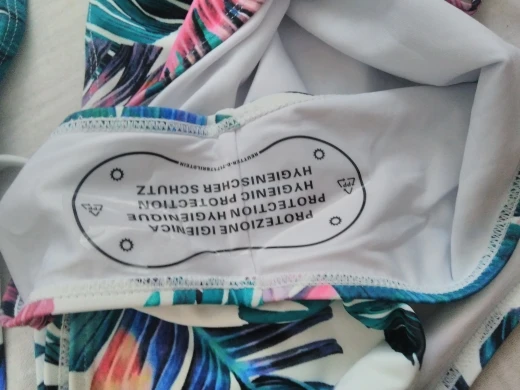 PROTEZIONE IGIENICA
PROTECTION HYGIENIQUE
HYGIENIC PROTECTION
HYGIENISCHER SCHUTZ